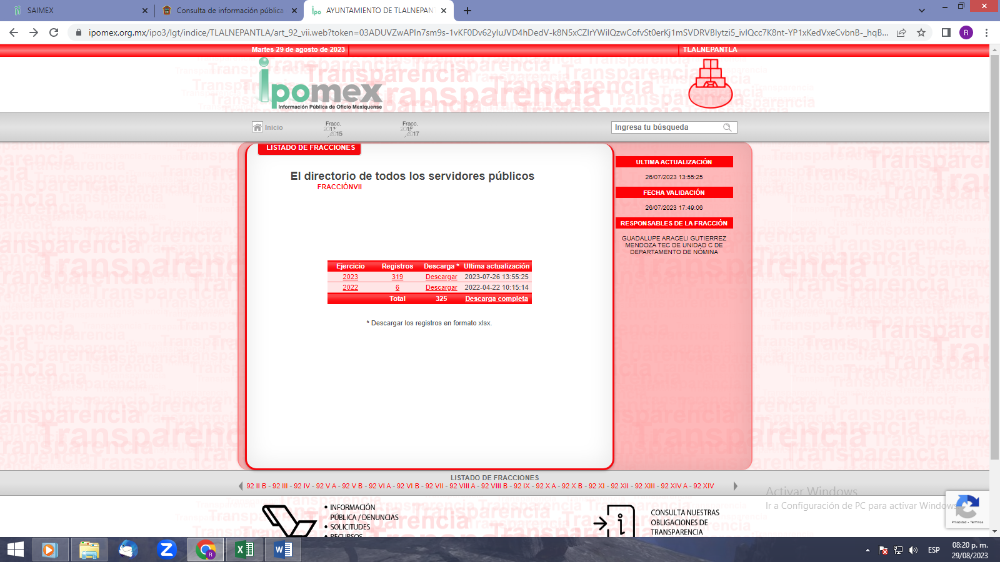 SAIMEX
Consulta de información pública
AYUNTAMIENTO DE TLALNEPANT
ipomex.org.mx/ipo3/lgt/indice/TLALNEPANTLA/art_92_vii.web?token=03ADUVZwAPIn7sm9s-1vKF0Dv62yIuJVD4hDedV-k8N5xCZIrYWilQzwCofvSt0erKj1mSVDRVBIytzi5_ivIQcc7K8nt-YP1xKedVxeCvbnB-_hqB...
R
Martes 29 de agosto de 2023
TLALNEPANTLA
Transparencia
ipomex
Información Pública de Oficio Mexiquense
Inicio
Fracc.
2015
Fracc.
2017
Ingresa tu búsqueda
LISTADO DE FRACCIONES
El directorio de todos los servidores públicos
FRACCIÓNVII
ULTIMA ACTUALIZACIÓN
26/07/2023 13:55:25
FECHA VALIDACIÓN
26/07/2023 17:49:06
RESPONSABLES DE LA FRACCIÓN
GUADALUPE ARACELI GUTIERREZ
MENDOZA TEC DE UNIDAD C DE
DEPARTAMENTO DE NÓMINA
Ejercicio Registros Descarga * Ultima actualización
2023 319 Descargar 2023-07-26 13:55:25
2022 6 Descargar 2022-04-22 10:15:14
Total 325 Descarga completa
* Descargar los registros en formato xlsx.
LISTADO DE FRACCIONES
92 II B - 92 III - 92 IV - 92 V A - 92 V B - 92 VI A - 92 VI B - 92 VII - 92 VIII A - 92 VIII B - 92 IX - 92 X A - 92 X B - 92 XI - 92 XII - 92 XIII - 92 XIV A - 92 XIV
• INFORMACIÓN
PÚBLICA / DENUNCIAS
• SOLICITUDES
• RECURSOS
CONSULTA NUESTRAS
OBLIGACIONES DE
TRANSPARENCIA
Activar Windows
Ir a Configuración de PC para activar Windows.
Privacidad - Términos
ESP
08:20 p. m.
29/08/2023